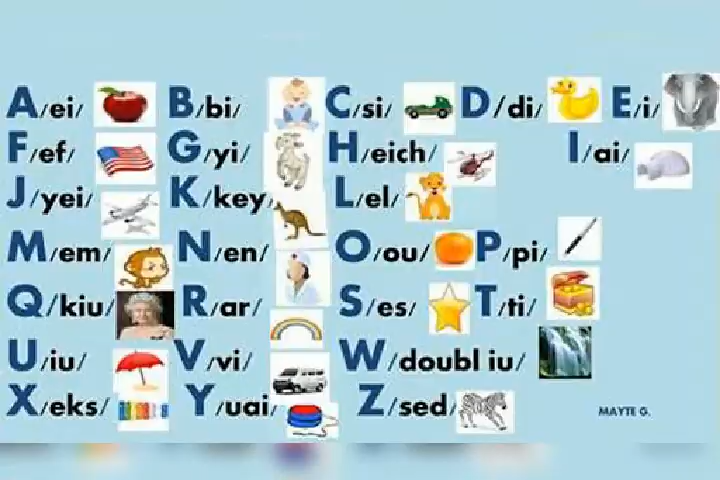 A/ei/ B/bi/ C/si/ D/di/ E/i/
F/ef/ G/yi/ H/eich/ I/ai/
J/yei/ K/key/ L/el/
M/em/ N/en/ O/ou/ P/pi/
Q/kiu/ R/ar/ S/es/ T/ti/
U/iu/ V/vi/ W/doubl iu/
X/eks/ Y/uai/ Z/sed/
MAYTE G.